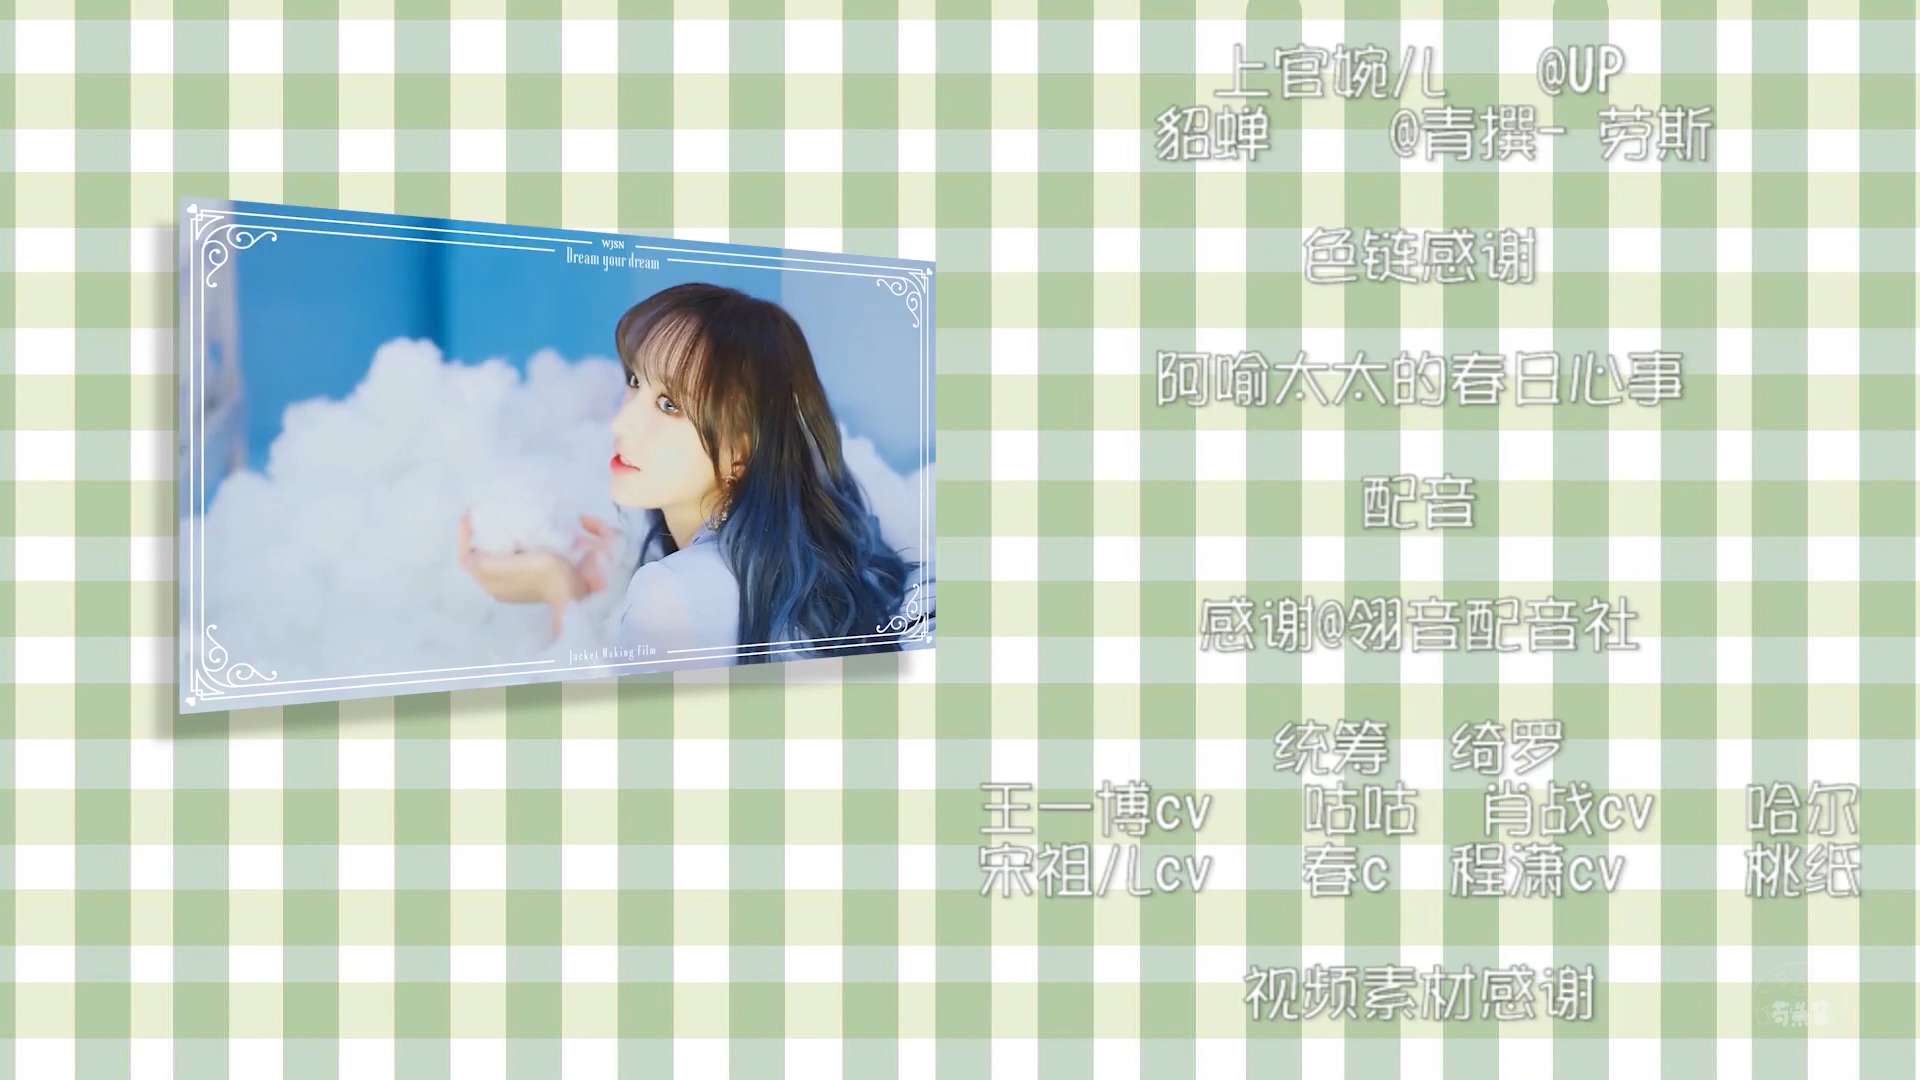 WJSN
Dream your dream
Jacket Making film
上官婉儿 @UP
貂蝉 @青撰- 劳斯
色链感谢
阿喻太太的春日心事
配音
感谢@翎音配音社
统筹 绮罗
王一博cv 咕咕 肖战cv 哈尔
宋祖儿cv 春c 程潇cv 桃纸
视频素材感谢